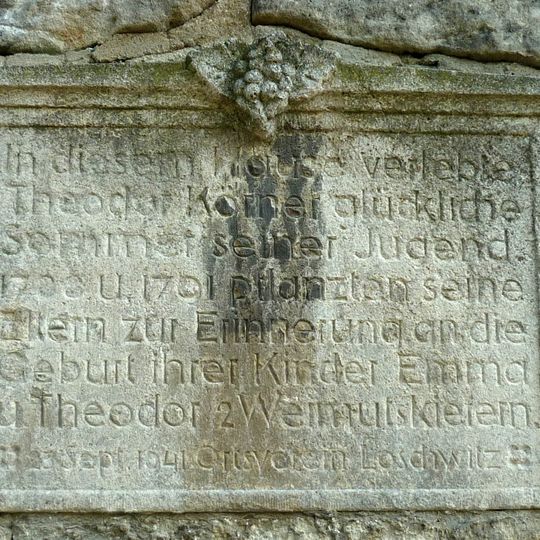 In diesem Hause verlebte
Theodor Körner glückliche
Sommer seiner Jugend.
1788 u. 1791 pflanzten seine
Eltern zur Erinnerung an die
Geburt ihrer Kinder Emma
u. Theodor 2 Weimutskiefern.
23. Sept. 1941 Ortsverein Loschwitz